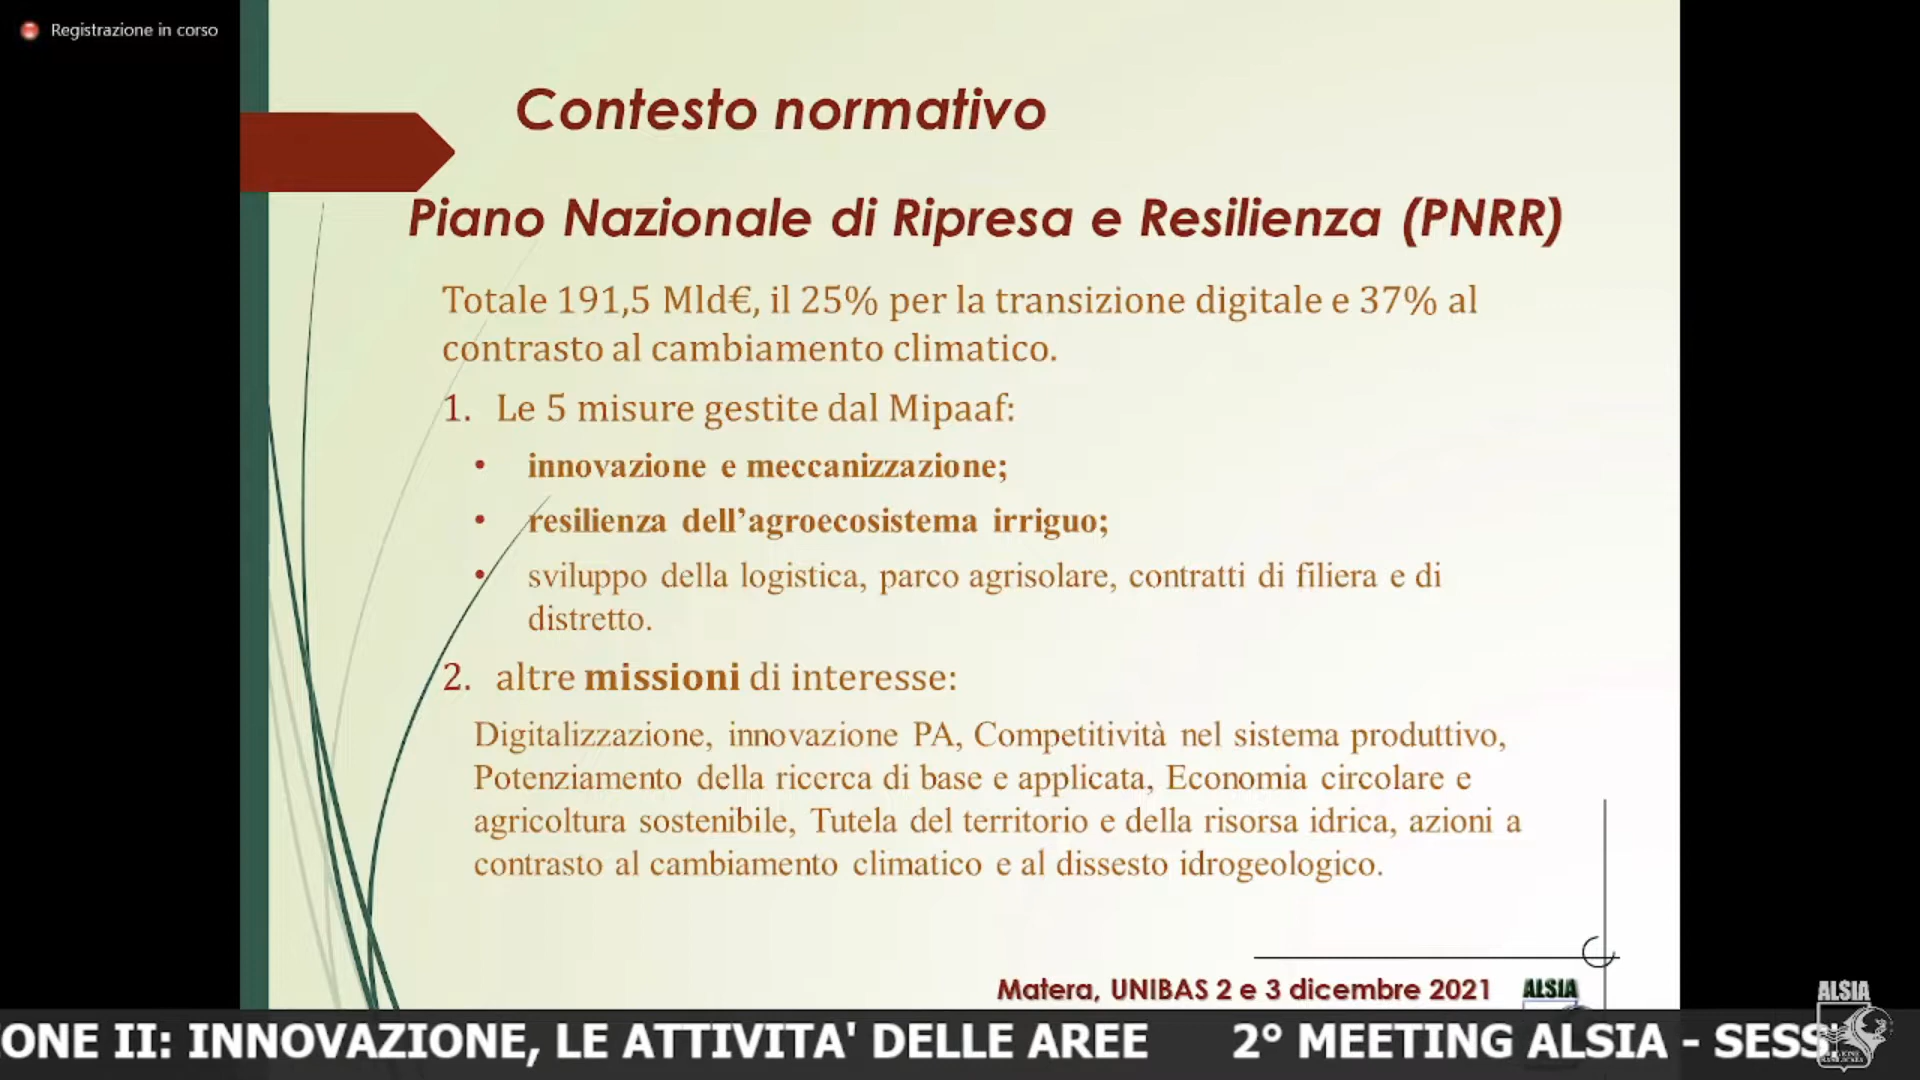 Registrazione in corso
Contesto normativo
Piano Nazionale di Ripresa e Resilienza (PNRR)
Totale 191,5 Mld€, il 25% per la transizione digitale e 37% al
contrasto al cambiamento climatico.
1. Le 5 misure gestite dal Mipaaf:
• innovazione e meccanizzazione;
• resilienza dell’agroecosistema irriguo;
• sviluppo della logistica, parco agrisolare, contratti di filiera e di
distretto.
2. altre missioni di interesse:
Digitalizzazione, innovazione PA, Competitività nel sistema produttivo,
Potenziamento della ricerca di base e applicata, Economia circolare e
agricoltura sostenibile, Tutela del territorio e della risorsa idrica, azioni a
contrasto al cambiamento climatico e al dissesto idrogeologico.
Matera, UNIBAS 2 e 3 dicembre 2021
ALSIA
ALSIA
ONE II: INNOVAZIONE, LE ATTIVITA' DELLE AREE 2° MEETING ALSIA - SESS